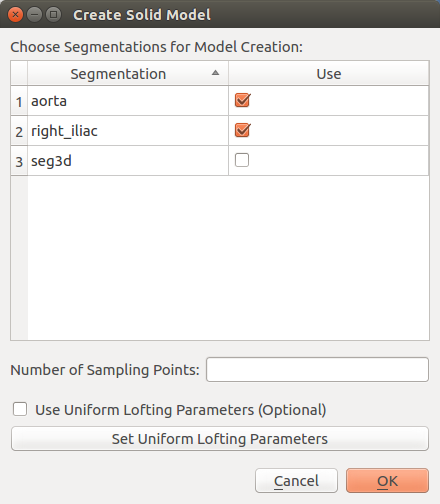 Create Solid Model
Choose Segmentations for Model Creation:
Segmentation Use
1 aorta
2 right_iliac
3 seg3d
Number of Sampling Points:
Use Uniform Lofting Parameters (Optional)
Set Uniform Lofting Parameters
Cancel OK